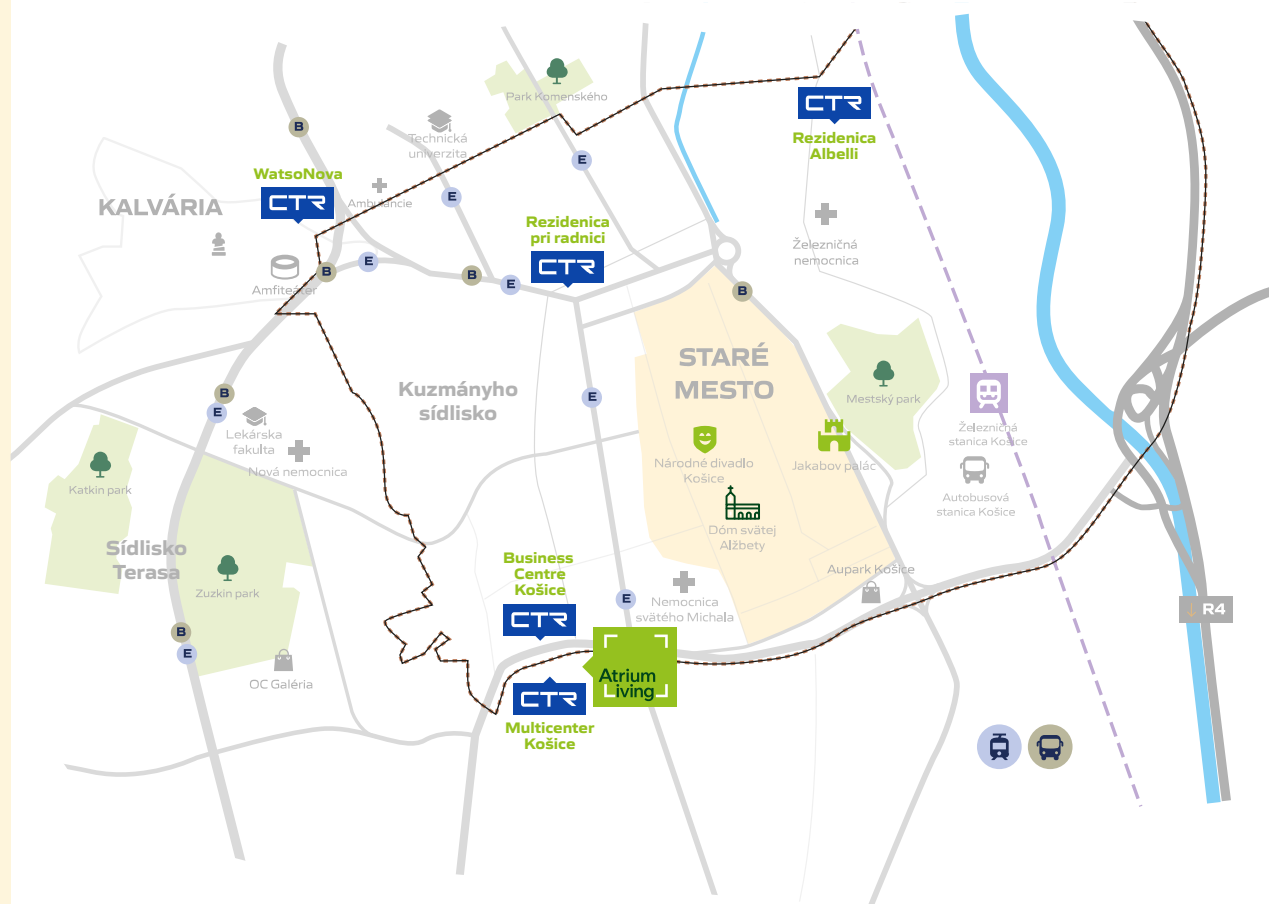 Park Komenského
CTR
Rezidenica
Albelli
B
Technická
univerzita
E
WatsoNova
CTR
Ambulancie
E
KALVÁRIA
Rezidenica
pri radnici
CTR
Železničná
nemocnica
Amfiteáter
B
E
B
E
B
STARÉ
MESTO
Kuzmányho
sídlisko
B
E
E
Mestský park
Lekárska
fakulta
Nová nemocnica
Železničná
stanica Košice
Národné divadlo
Košice
Jakabov palác
Katkin park
Autobusová
stanica Košice
Dóm svätej
Alžbety
Sídlisko
Terasa
Zuzkin park
Business
Centre
Košice
CTR
Aupark Košice
E
Nemocnica
svätého Michala
↓ R4
B
E
OC Galéria
Atrium
Living
CTR
Multicenter
Košice